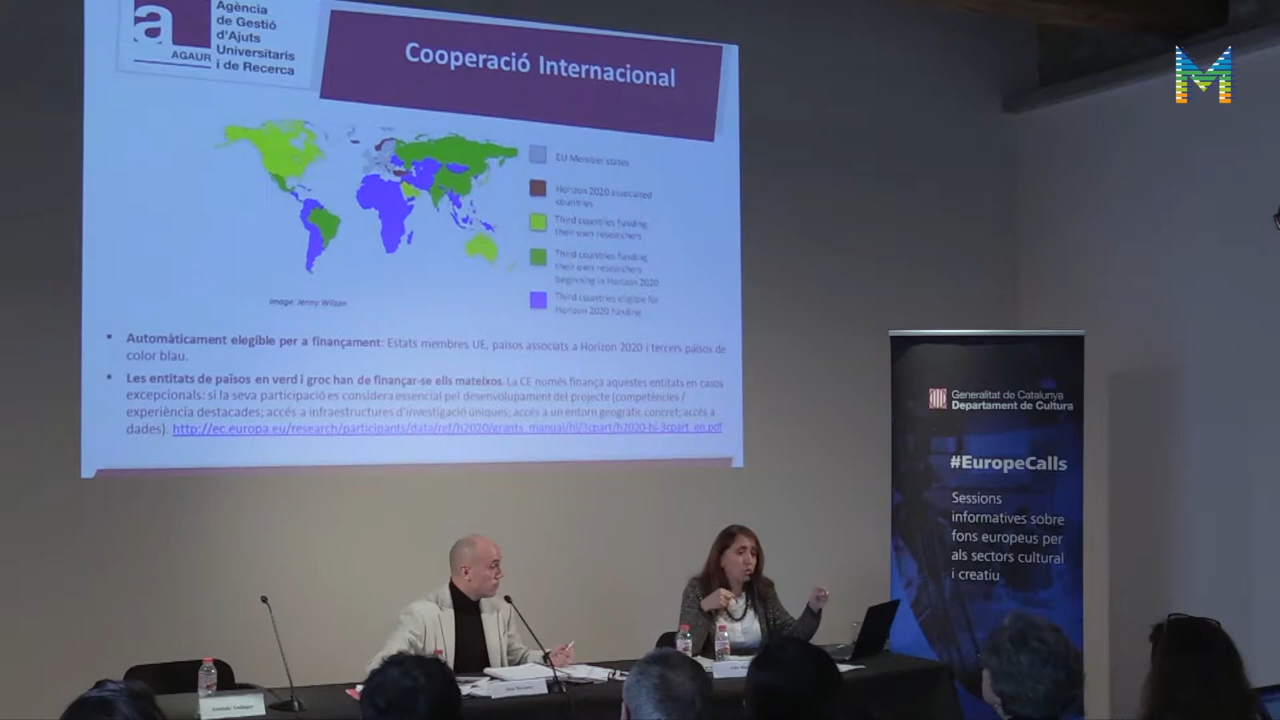 Agència
de Gestió
d'Ajuts
Universitaris
i de Recerca
a
AGAUR
Cooperació Internacional
EU Member states
Horizon 2020 associated
countries
Third countries funding
their own researchers
Third countries funding
their own researchers
beginning in Horizon 2020
Third countries eligible for
Horizon 2020 funding
Image: Jenny Wilson
Automàticament elegible per a finançament: Estats membres UE, països associats a Horizon 2020 i tercers països de
color blau.
Les entitats de països en verd i groc han de finançar-se ells mateixos. La CE només finança aquestes entitats en casos
excepcionals: si la seva participació es considera essencial pel desenvolupament del projecte (competències /
experiència destacades; accés a infraestructures d'investigació úniques; accés a un entorn geogràfic concret; accés a
dades). http://ec.europa.eu/research/participants/data/ref/h2020/grants_manual/hi/3cpart/h2020-hi-3cpart_en.pdf
M
Generalitat de Catalunya
Departament de Cultura
#EuropeCalls
Sessions
informatives sobre
fons europeus per
als sectors cultural
i creatiu